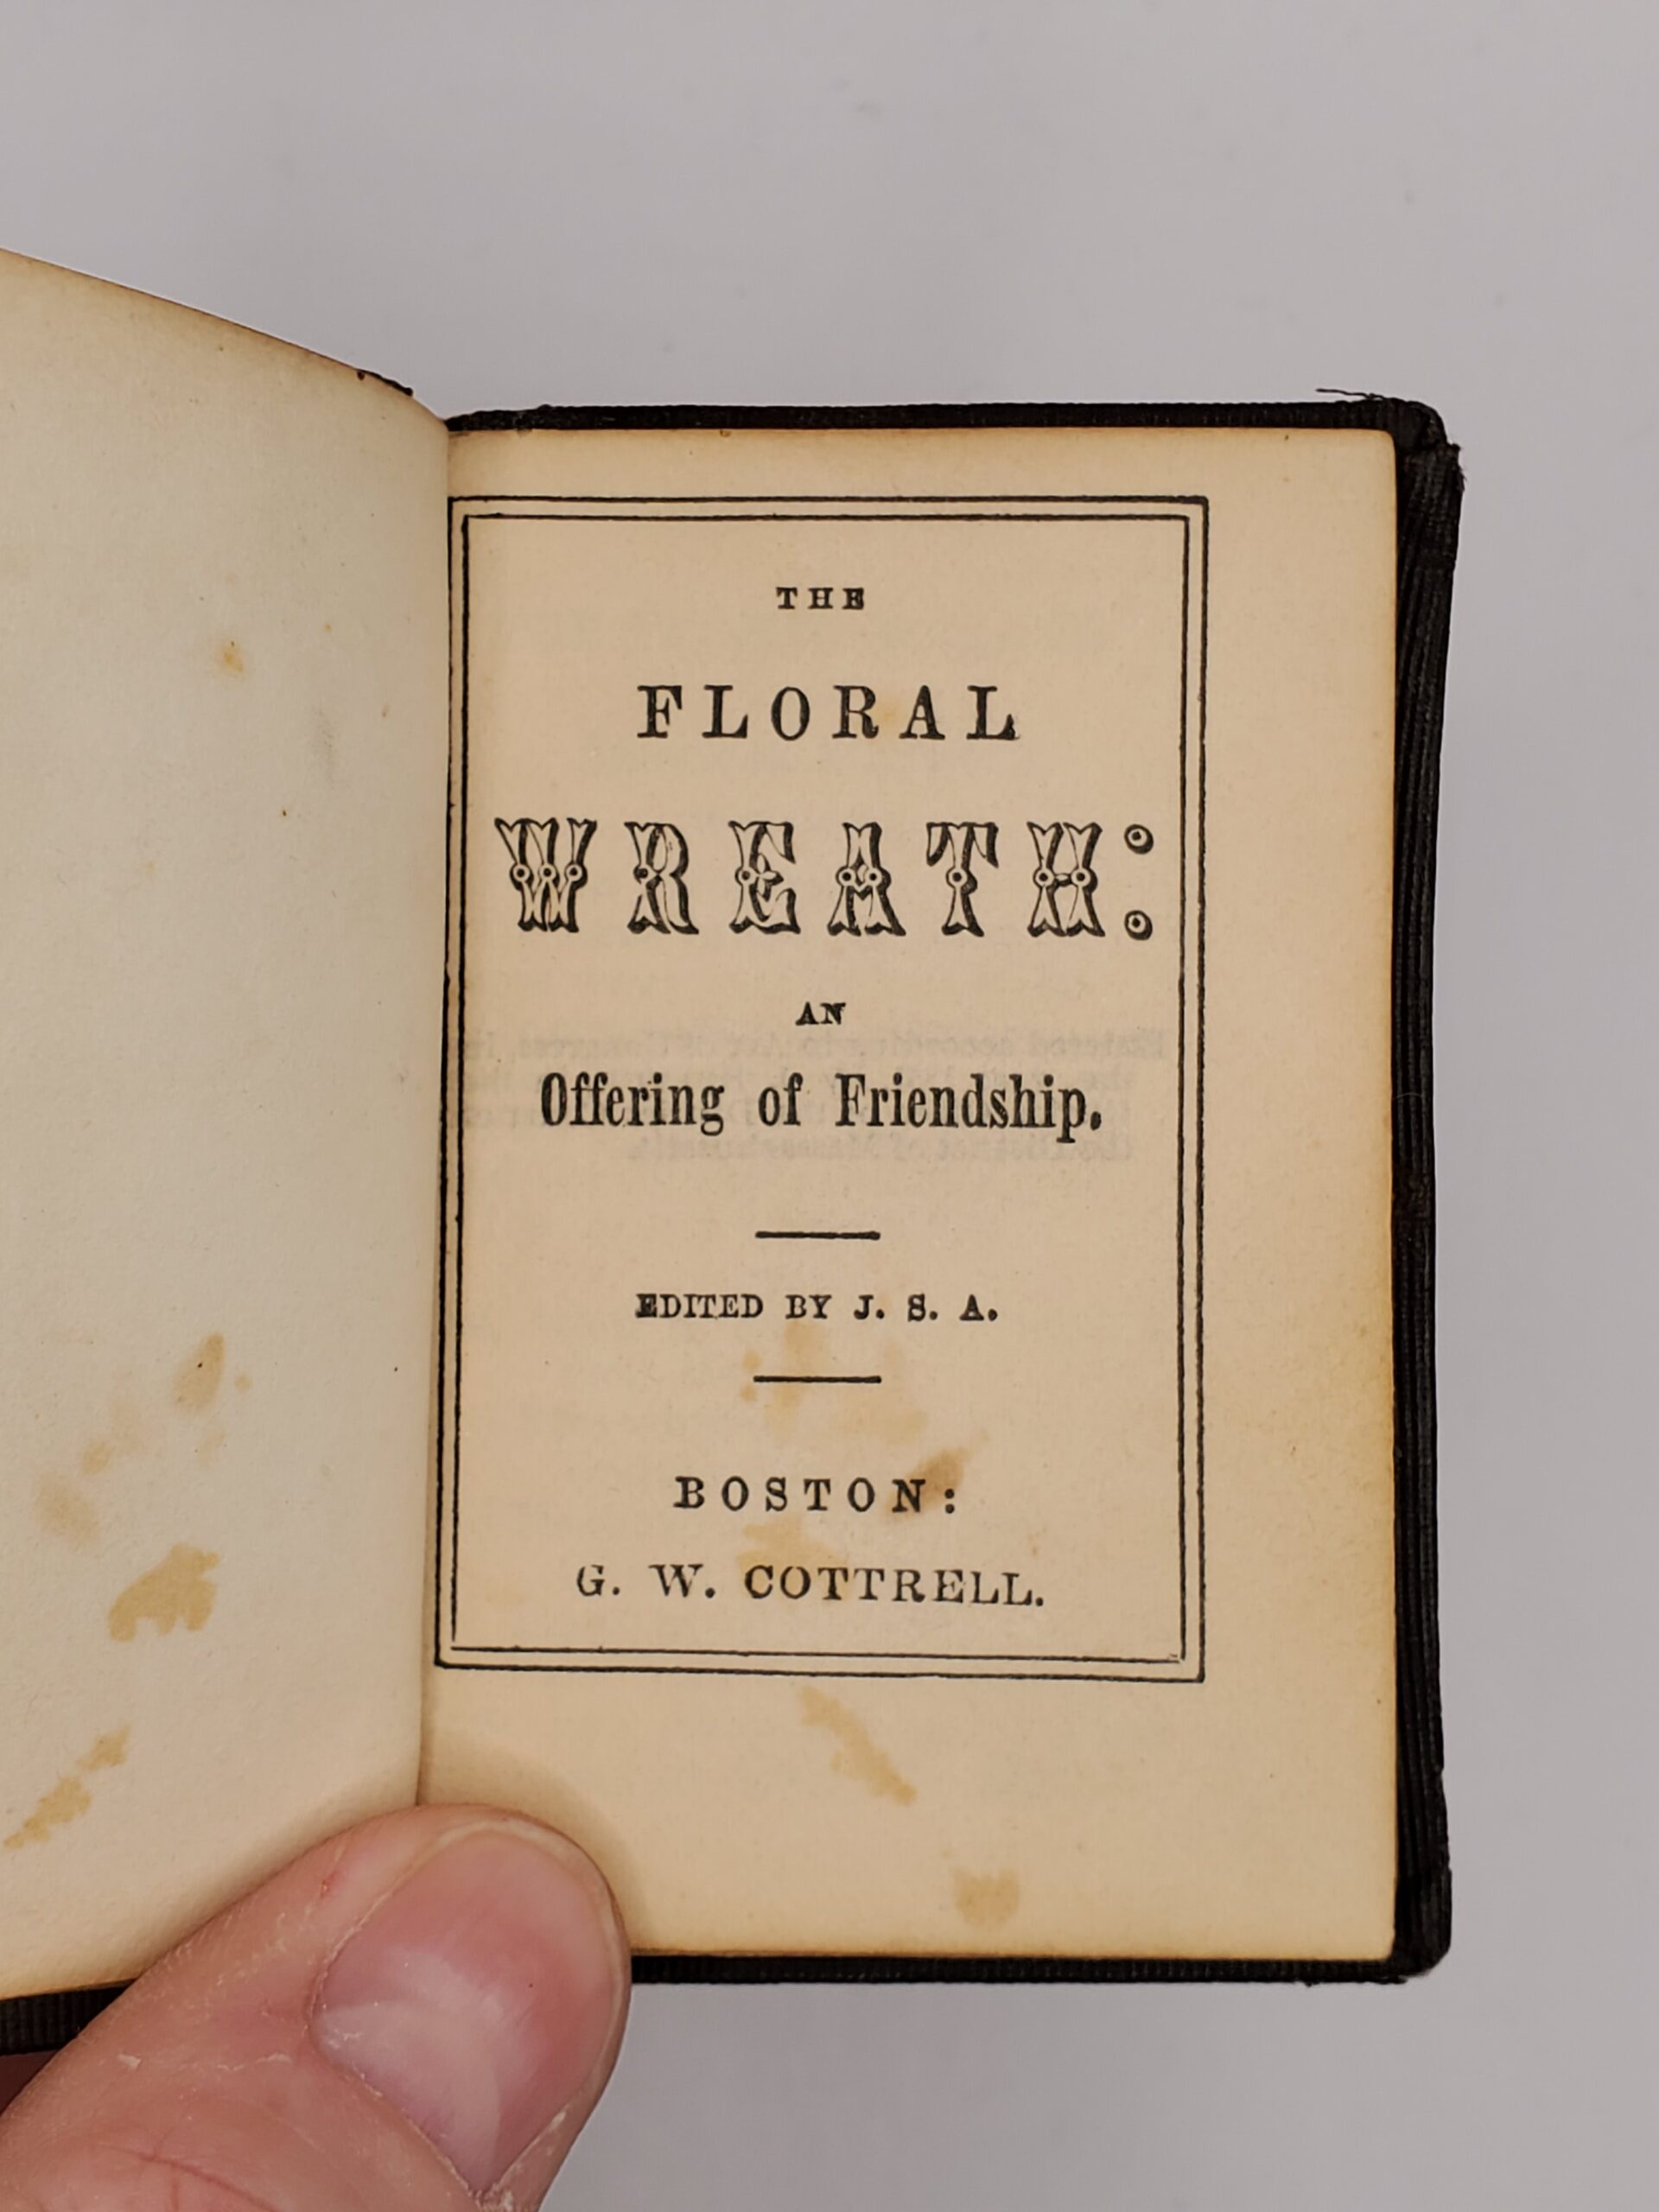 THE
FLORAL
WREATH:
AN
Offering of Friendship.
EDITED BY J. S. A.
BOSTON:
G. W. COTTRELL.